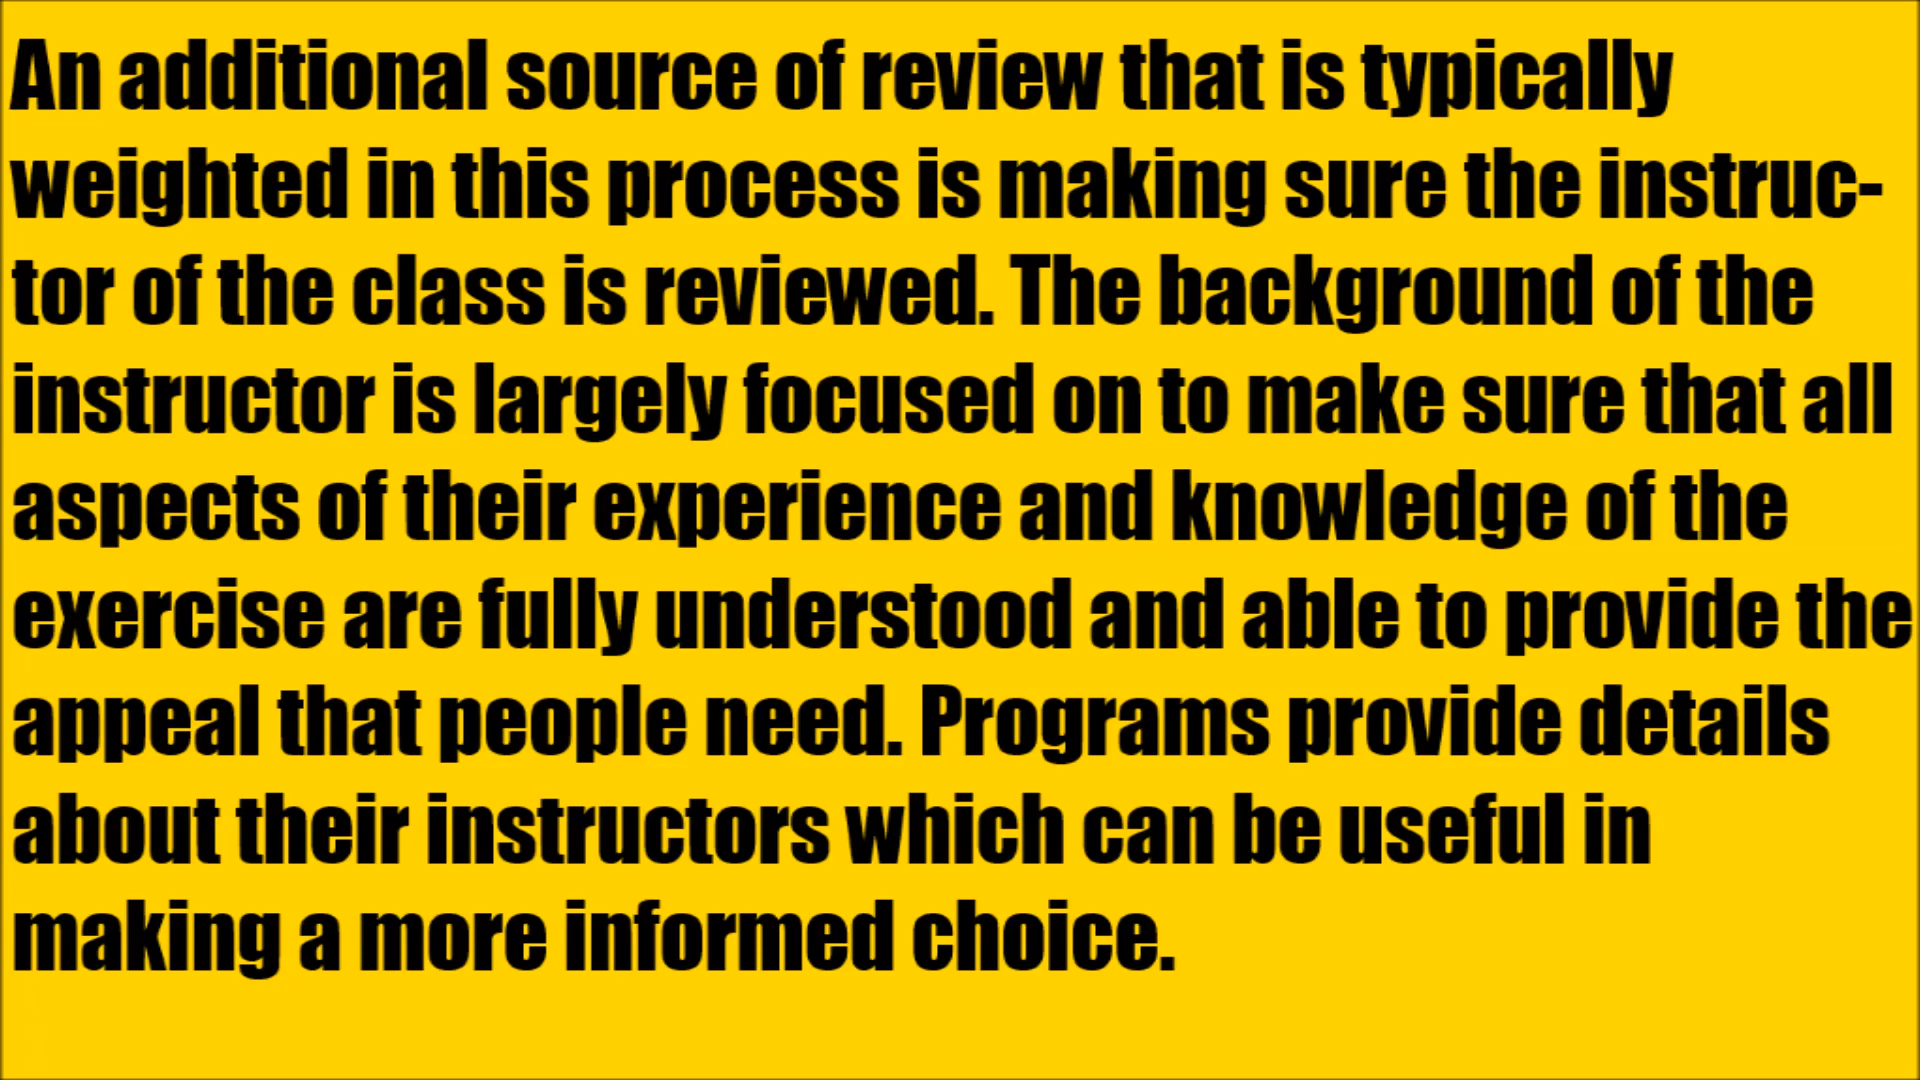 An additional source of review that is typically
weighted in this process is making sure the instruc-
tor of the class is reviewed. The background of the
instructor is largely focused on to make sure that all
aspects of their experience and knowledge of the
exercise are fully understood and able to provide the
appeal that people need. Programs provide details
about their instructors which can be useful in
making a more informed choice.